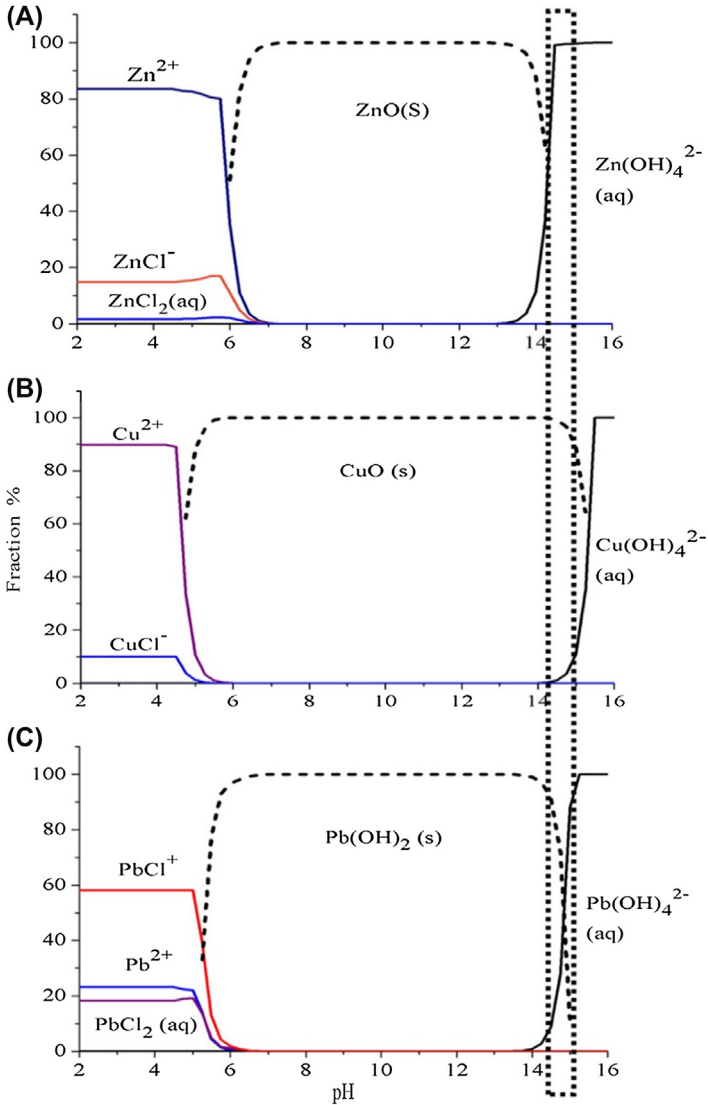 (A)
100
80
60
40
20
0
Zn²⁺
ZnO(S)
Zn(OH)₄²⁻
(aq)
ZnCl⁻
ZnCl₂(aq)
2 4 6 8 10 12 14 16
(B)
100
80
60
40
20
0
Cu²⁺
CuO (s)
Cu(OH)₄²⁻
(aq)
CuCl⁻
Fraction %
2 4 6 8 10 12 14 16
(C)
100
80
60
40
20
0
Pb(OH)₂ (s)
PbCl⁺
Pb(OH)₄²⁻
(aq)
Pb²⁺
PbCl₂ (aq)
2 4 6 8 10 12 14 16
pH